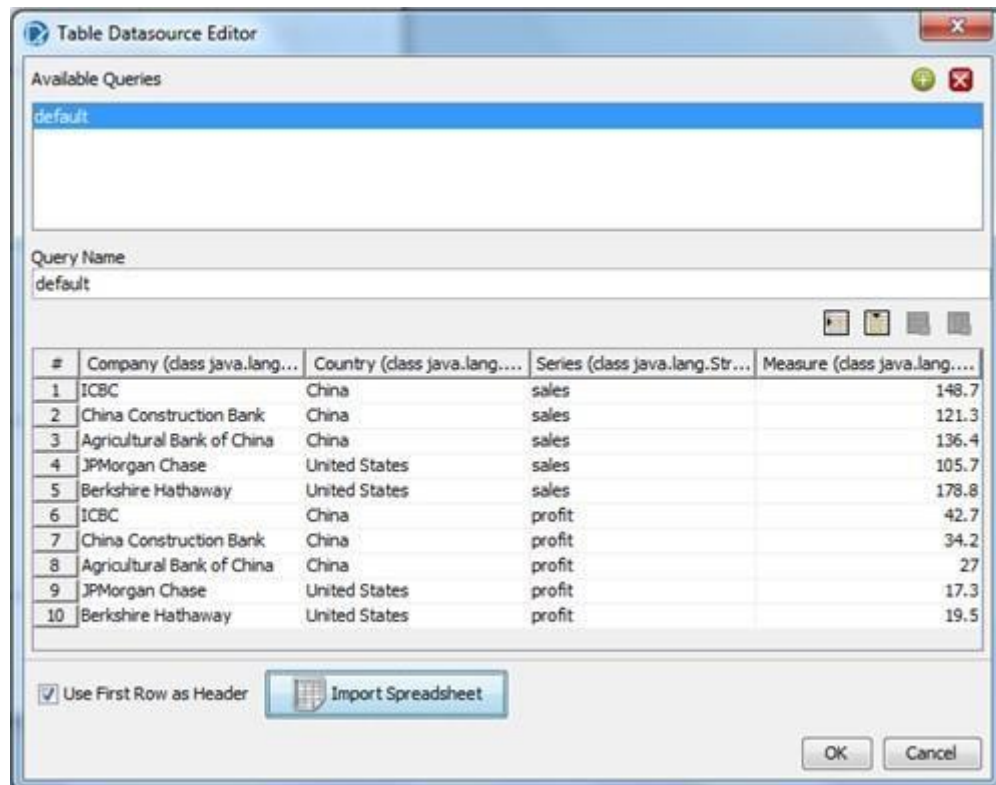 Table Datasource Editor
Available Queries
default
Query Name
default
# Company (class java.lang... Country (class java.lang.... Series (class java.lang.Str... Measure (class java.lang....
1 ICBC China sales 148.7
2 China Construction Bank China sales 121.3
3 Agricultural Bank of China China sales 136.4
4 JPMorgan Chase United States sales 105.7
5 Berkshire Hathaway United States sales 178.8
6 ICBC China profit 42.7
7 China Construction Bank China profit 34.2
8 Agricultural Bank of China China profit 27
9 JPMorgan Chase United States profit 17.3
10 Berkshire Hathaway United States profit 19.5
Use First Row as Header Import Spreadsheet
OK Cancel